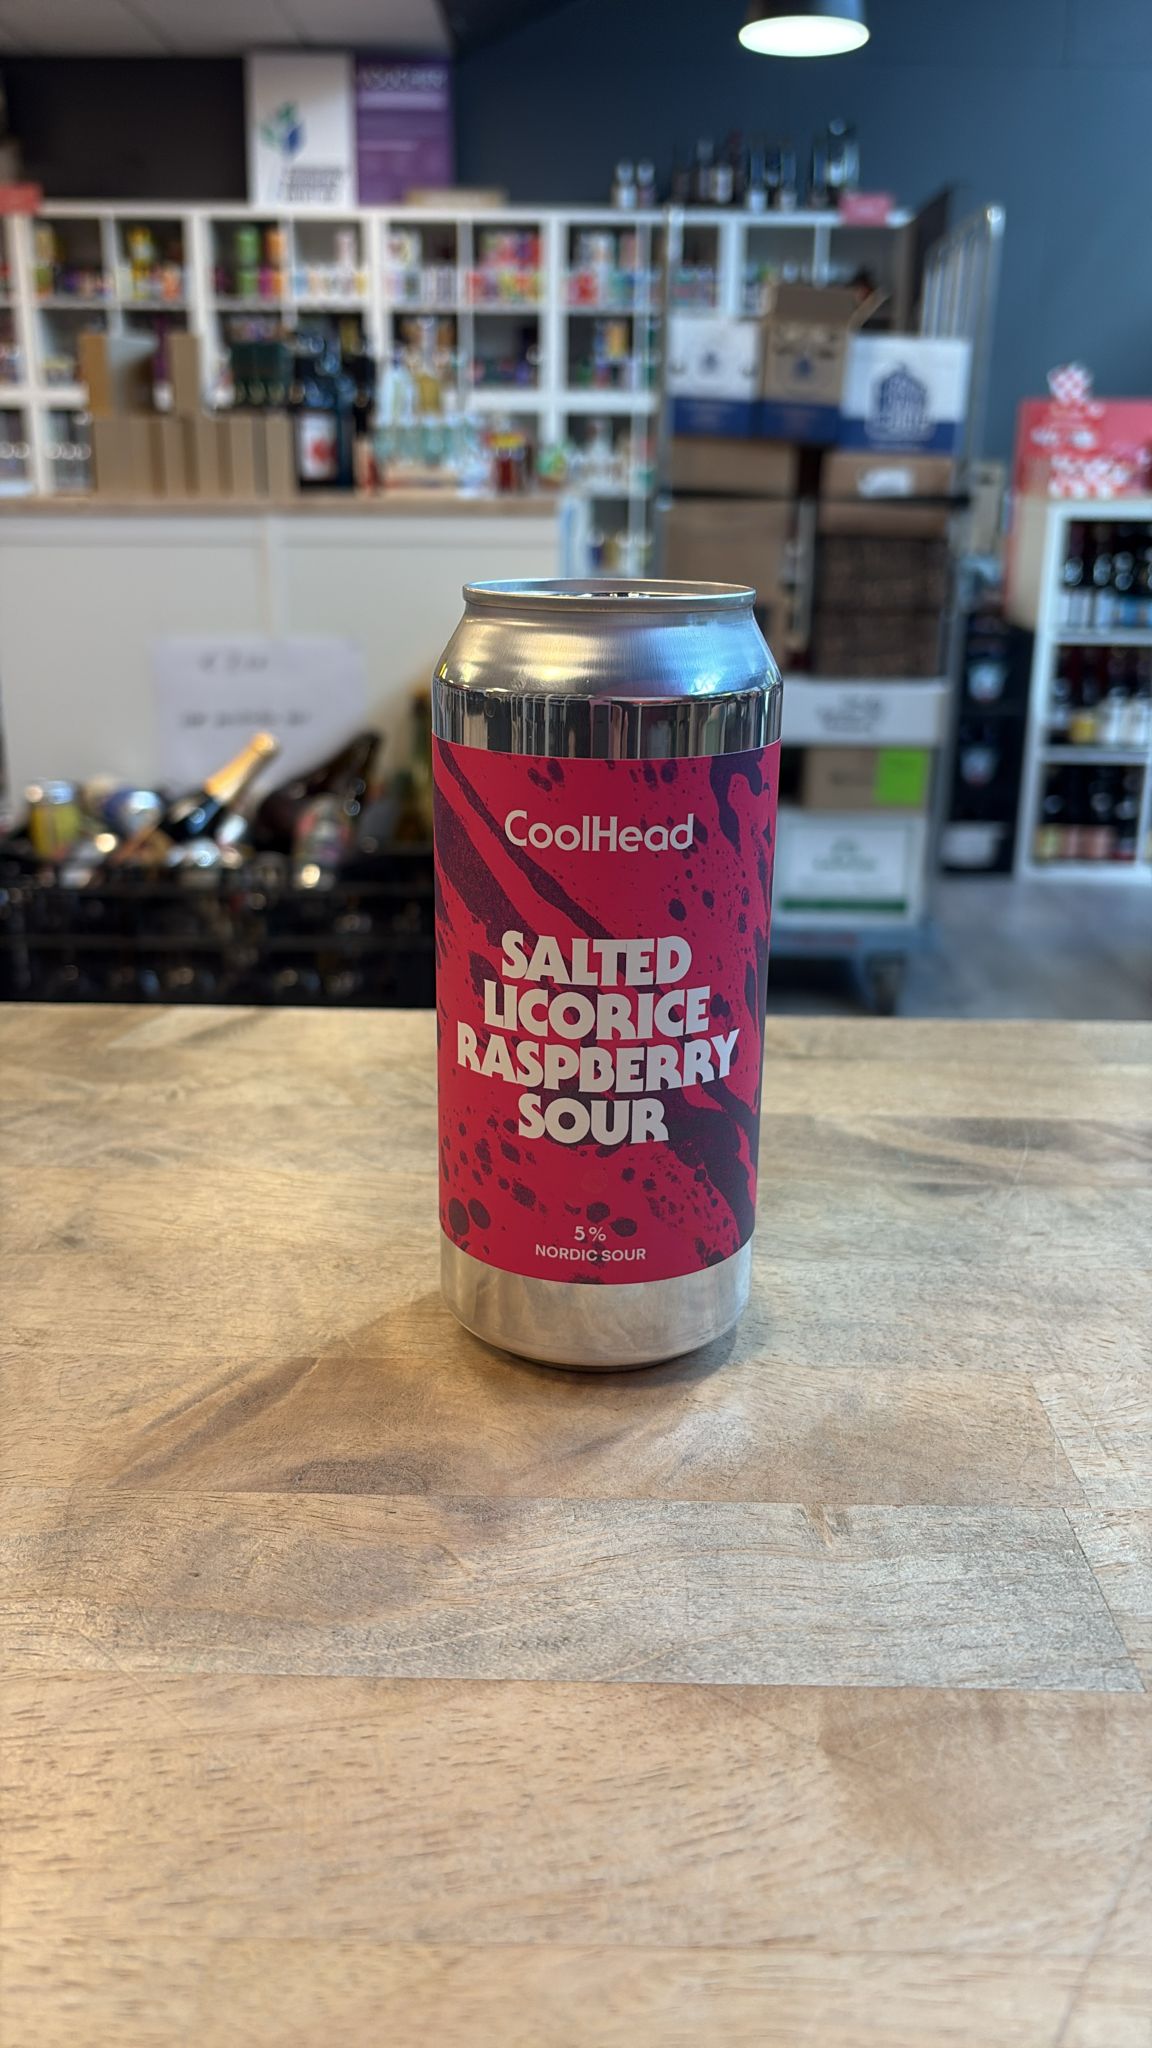 CoolHead
SALTED
LICORICE
RASPBERRY
SOUR
5%
NORDIC SOUR